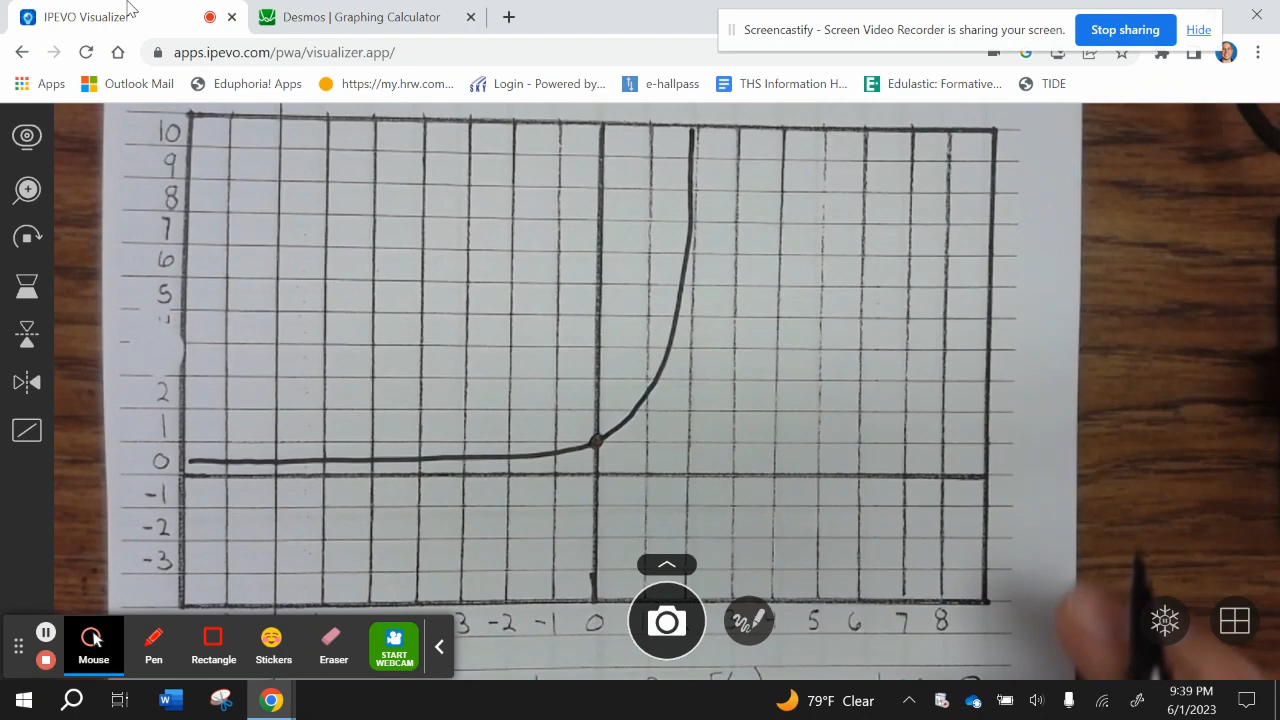 IPEVO Visualizer
Desmos | Graphing Calculator
Screencastify - Screen Video Recorder is sharing your screen.
Stop sharing
Hide
apps.ipevo.com/pwa/visualizer.app/
Apps
Outlook Mail
Eduphoria! Apps
https://my.hrw.com...
Login - Powered by...
e-hallpass
THS Information H...
Edulastic: Formative...
TIDE
10
9
8
7
6
5
2
1
0
-1
-2
-3
3 -2 -1 0 5 6 7 8
Mouse
Pen
Rectangle
Stickers
Eraser
START WEBCAM
79°F Clear
9:39 PM
6/1/2023